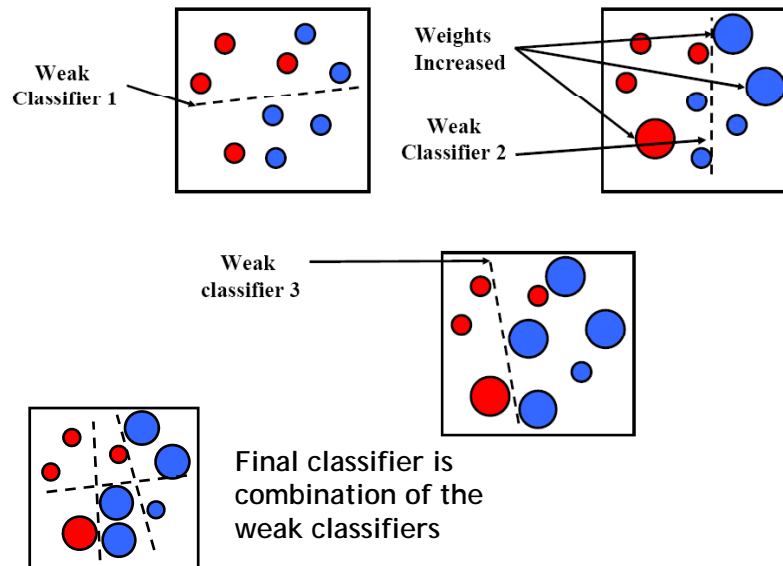 Weak
Classifier 1
Weights
Increased
Weak
Classifier 2
Weak
classifier 3
Final classifier is
combination of the
weak classifiers